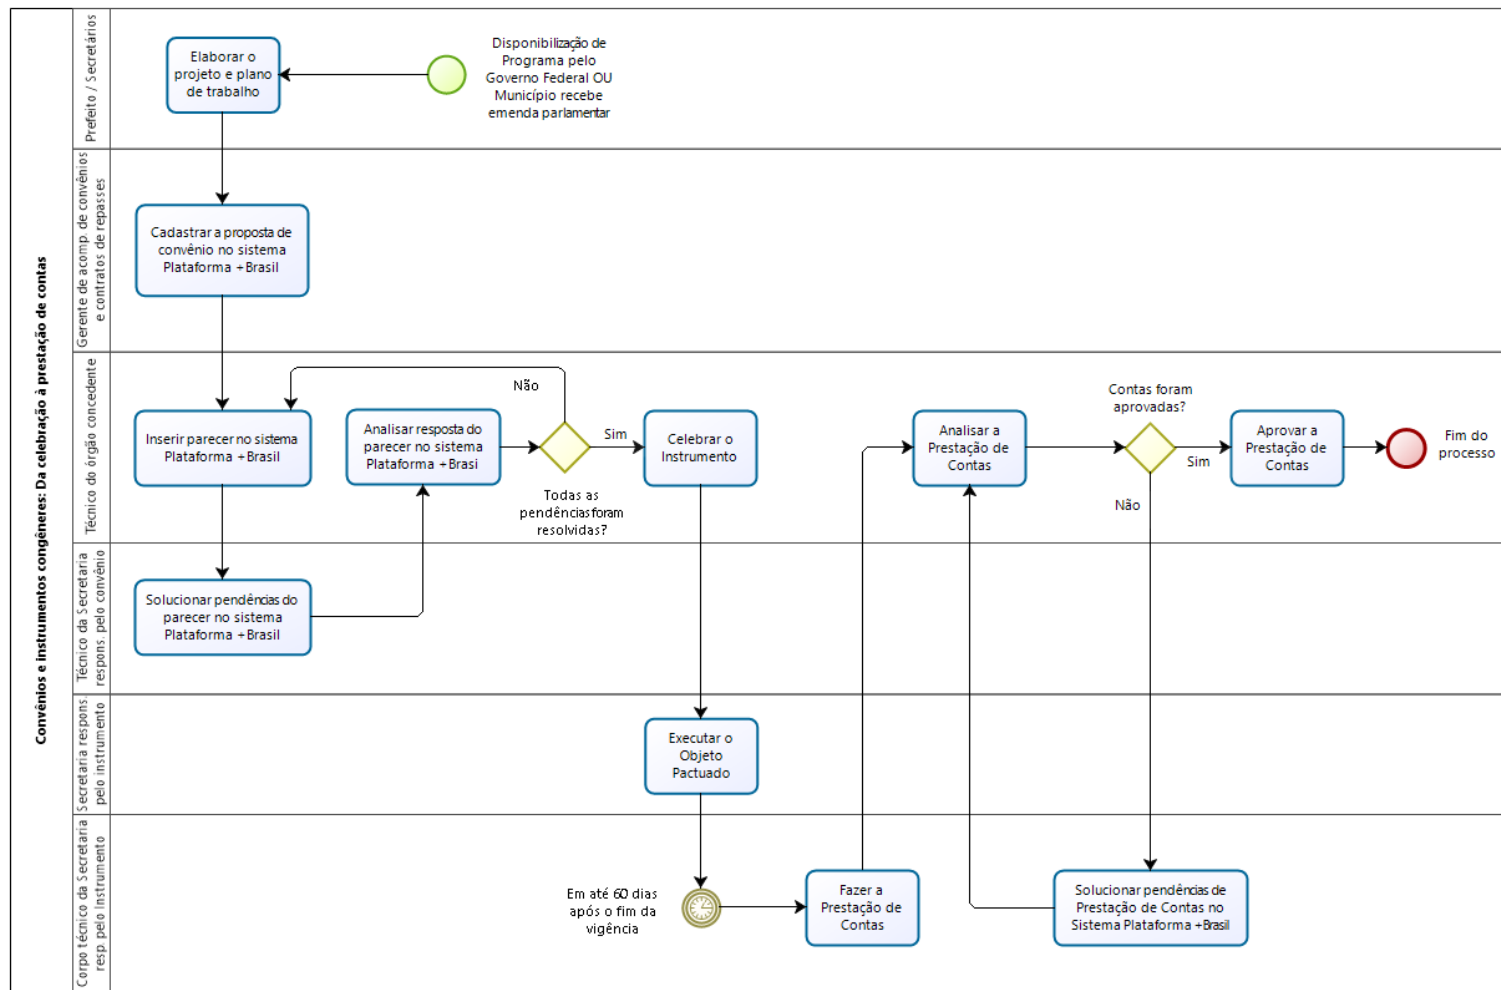 Convênios e instrumentos congêneres: Da celebração à prestação de contas
Prefeito / Secretários
Elaborar o
projeto e plano
de trabalho
Disponibilização de
Programa pelo
Governo Federal OU
Município recebe
emenda parlamentar
Gerente de acomp. de convênios
e contratos de repasses
Cadastrar a proposta de
convênio no sistema
Plataforma +Brasil
Técnico do órgão concedente
Inserir parecer no sistema
Plataforma +Brasil
Analisar resposta do
parecer no sistema
Plataforma +Brasi
Não
Sim
Todas as
pendências foram
resolvidas?
Celebrar o
Instrumento
Analisar a
Prestação de
Contas
Contas foram
aprovadas?
Sim
Não
Aprovar a
Prestação de
Contas
Fim do
processo
Técnico da Secretaria
respons. pelo convênio
Solucionar pendências do
parecer no sistema
Plataforma +Brasil
Secretaria respons.
pelo instrumento
Executar o
Objeto
Pactuado
Corpo técnico da Secretaria
resp. pelo Instrumento
Em até 60 dias
após o fim da
vigência
Fazer a
Prestação de
Contas
Solucionar pendências de
Prestação de Contas no
Sistema Plataforma +Brasil